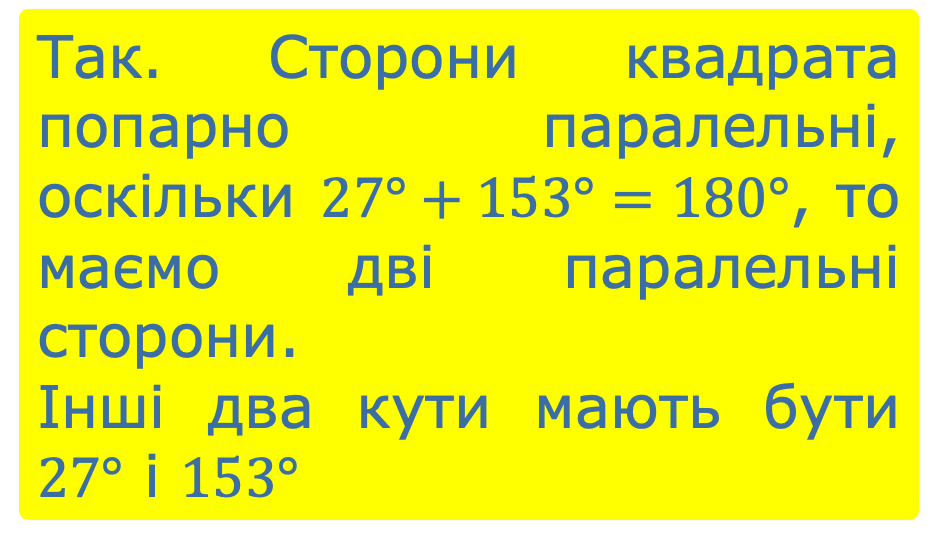 Так. Сторони квадрата
попарно паралельні,
оскільки 27° + 153° = 180°, то
маємо дві паралельні
сторони.
Інші два кути мають бути
27° і 153°